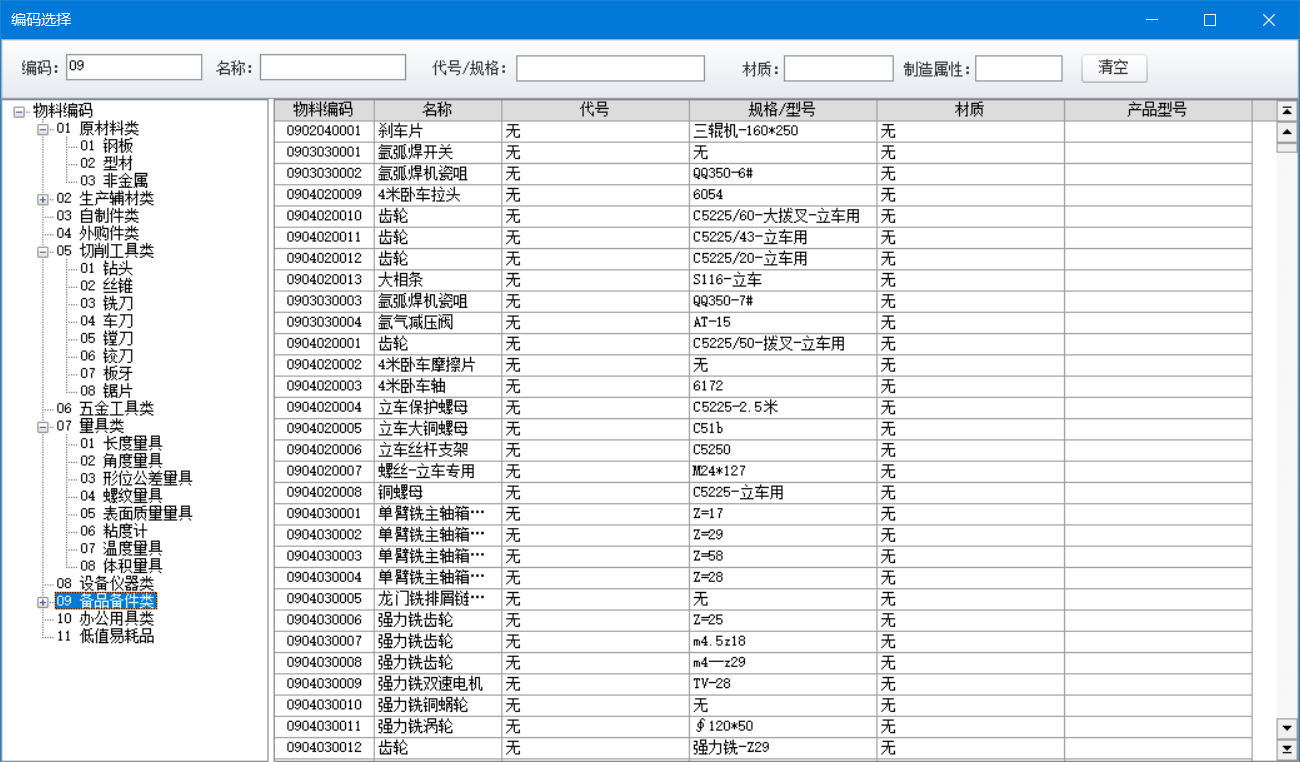 编码选择
编码: 09 名称: 代号/规格: 材质: 制造属性: 清空
物料编码
01 原材料类
01 钢板
02 型材
03 非金属
02 生产辅材类
03 自制件类
04 外购件类
05 切削工具类
01 钻头
02 丝锥
03 铣刀
04 车刀
05 镗刀
06 铰刀
07 板牙
08 锯片
06 五金工具类
07 量具类
01 长度量具
02 角度量具
03 形位公差量具
04 螺纹量具
05 表面质量量具
06 粘度计
07 温度量具
08 体积量具
08 设备仪器类
09 备品备件类
10 办公用具类
11 低值易耗品
物料编码 名称 代号 规格/型号 材质 产品型号
0902040001 刹车片 无 三辊机-160*250 无
0903030001 氩弧焊开关 无 无 无
0903030002 氩弧焊机瓷咀 无 QQ350-6# 无
0904020009 4米卧车拉头 无 6054 无
0904020010 齿轮 无 C5225/60-大拨叉-立车用 无
0904020011 齿轮 无 C5225/43-立车用 无
0904020012 齿轮 无 C5225/20-立车用 无
0904020013 大相条 无 S116-立车 无
0903030003 氩弧焊机瓷咀 无 QQ350-7# 无
0903030004 氩气减压阀 无 AT-15 无
0904020001 齿轮 无 C5225/50-拨叉-立车用 无
0904020002 4米卧车摩擦片 无 无 无
0904020003 4米卧车轴 无 6172 无
0904020004 立车保护螺母 无 C5225-2.5米 无
0904020005 立车大铜螺母 无 C51b 无
0904020006 立车丝杆支架 无 C5250 无
0904020007 螺丝-立车专用 无 M24*127 无
0904020008 铜螺母 无 C5225-立车用 无
0904030001 单臂铣主轴箱… 无 Z=17 无
0904030002 单臂铣主轴箱… 无 Z=29 无
0904030003 单臂铣主轴箱… 无 Z=58 无
0904030004 单臂铣主轴箱… 无 Z=28 无
0904030005 龙门铣排屑链… 无 无 无
0904030006 强力铣齿轮 无 Z=25 无
0904030007 强力铣齿轮 无 m4.5z18 无
0904030008 强力铣齿轮 无 m4—z29 无
0904030009 强力铣双速电机 无 TV-28 无
0904030010 强力铣铜蜗轮 无 无 无
0904030011 强力铣涡轮 无 ∮120*50 无
0904030012 齿轮 无 强力铣-Z29 无